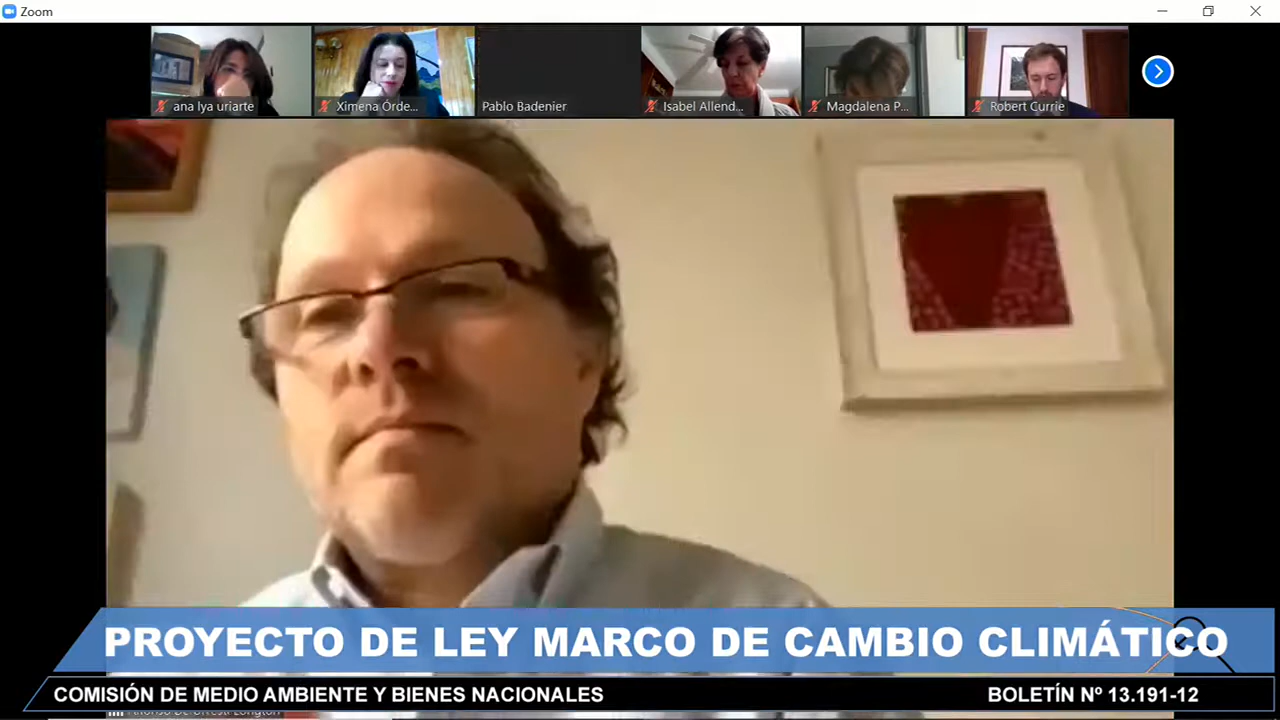 Zoom
ana lya uriarte
Ximena Órde...
Pablo Badenier
Isabel Allend...
Magdalena P...
Robert Currie
PROYECTO DE LEY MARCO DE CAMBIO CLIMÁTICO
COMISIÓN DE MEDIO AMBIENTE Y BIENES NACIONALES
BOLETÍN Nº 13.191-12